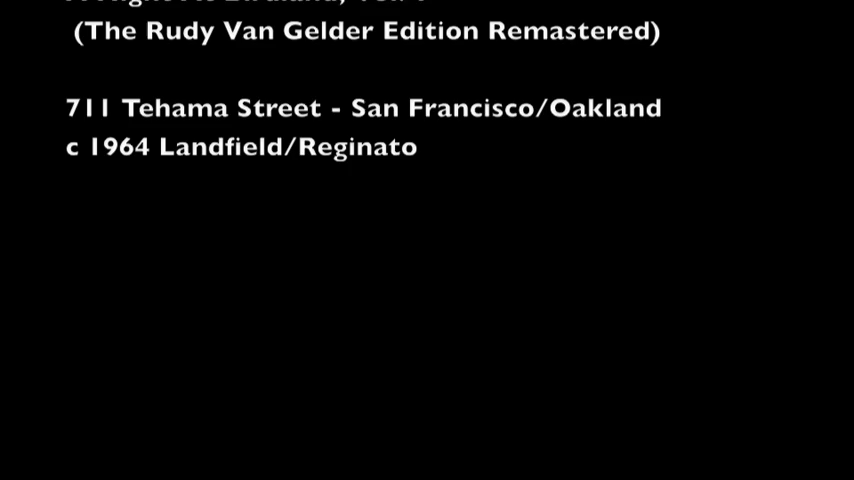 (The Rudy Van Gelder Edition Remastered)
711 Tehama Street - San Francisco/Oakland
c 1964 Landfield/Reginato